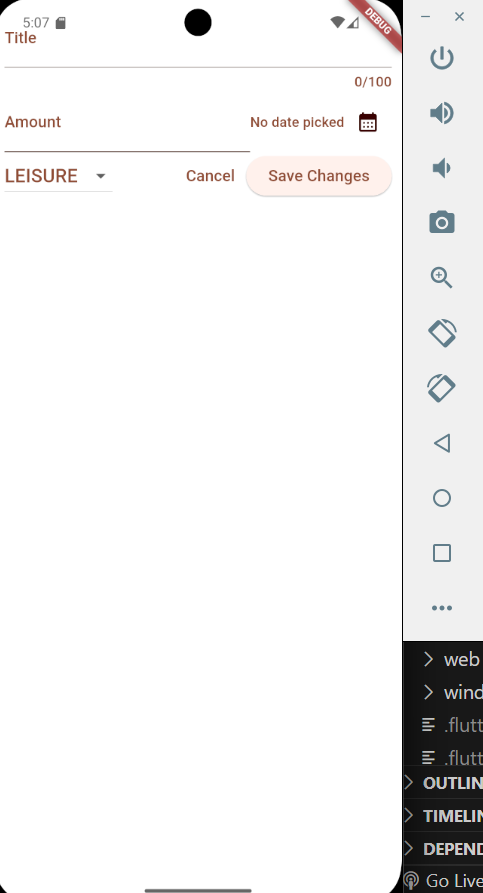 5:07
DEBUG
Title
0/100
Amount
No date picked
LEISURE
Cancel
Save Changes
web
wind
.flutt
.flutt
OUTLIN
TIMELIN
DEPEND
Go Live